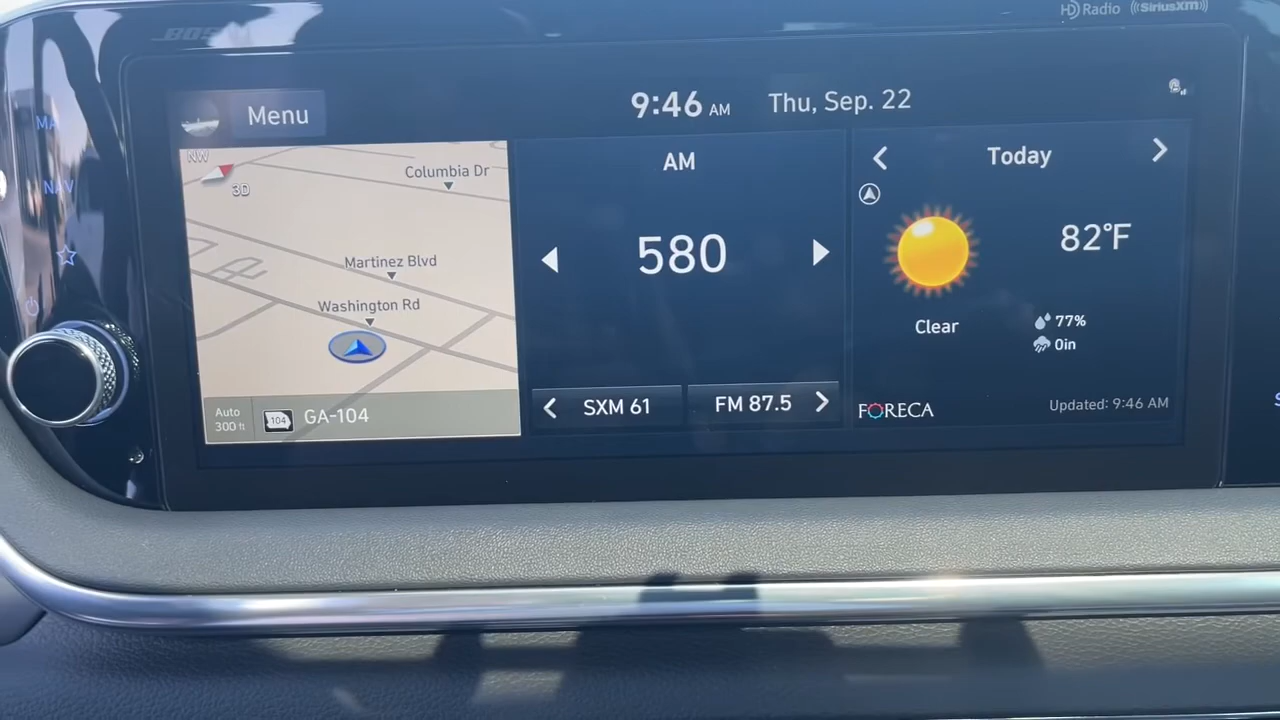 BOSE
HD Radio
((SiriusXM))
Menu
9:46 AM
Thu, Sep. 22
NW
3D
Columbia Dr
Martinez Blvd
Washington Rd
Auto
300 ft
104
GA-104
AM
580
SXM 61
FM 87.5
Today
82°F
Clear
77%
0in
FORECA
Updated: 9:46 AM
NAV